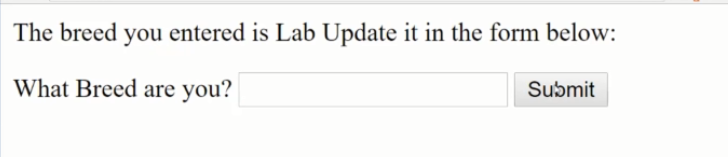 The breed you entered is Lab Update it in the form below:
What Breed are you? Submit